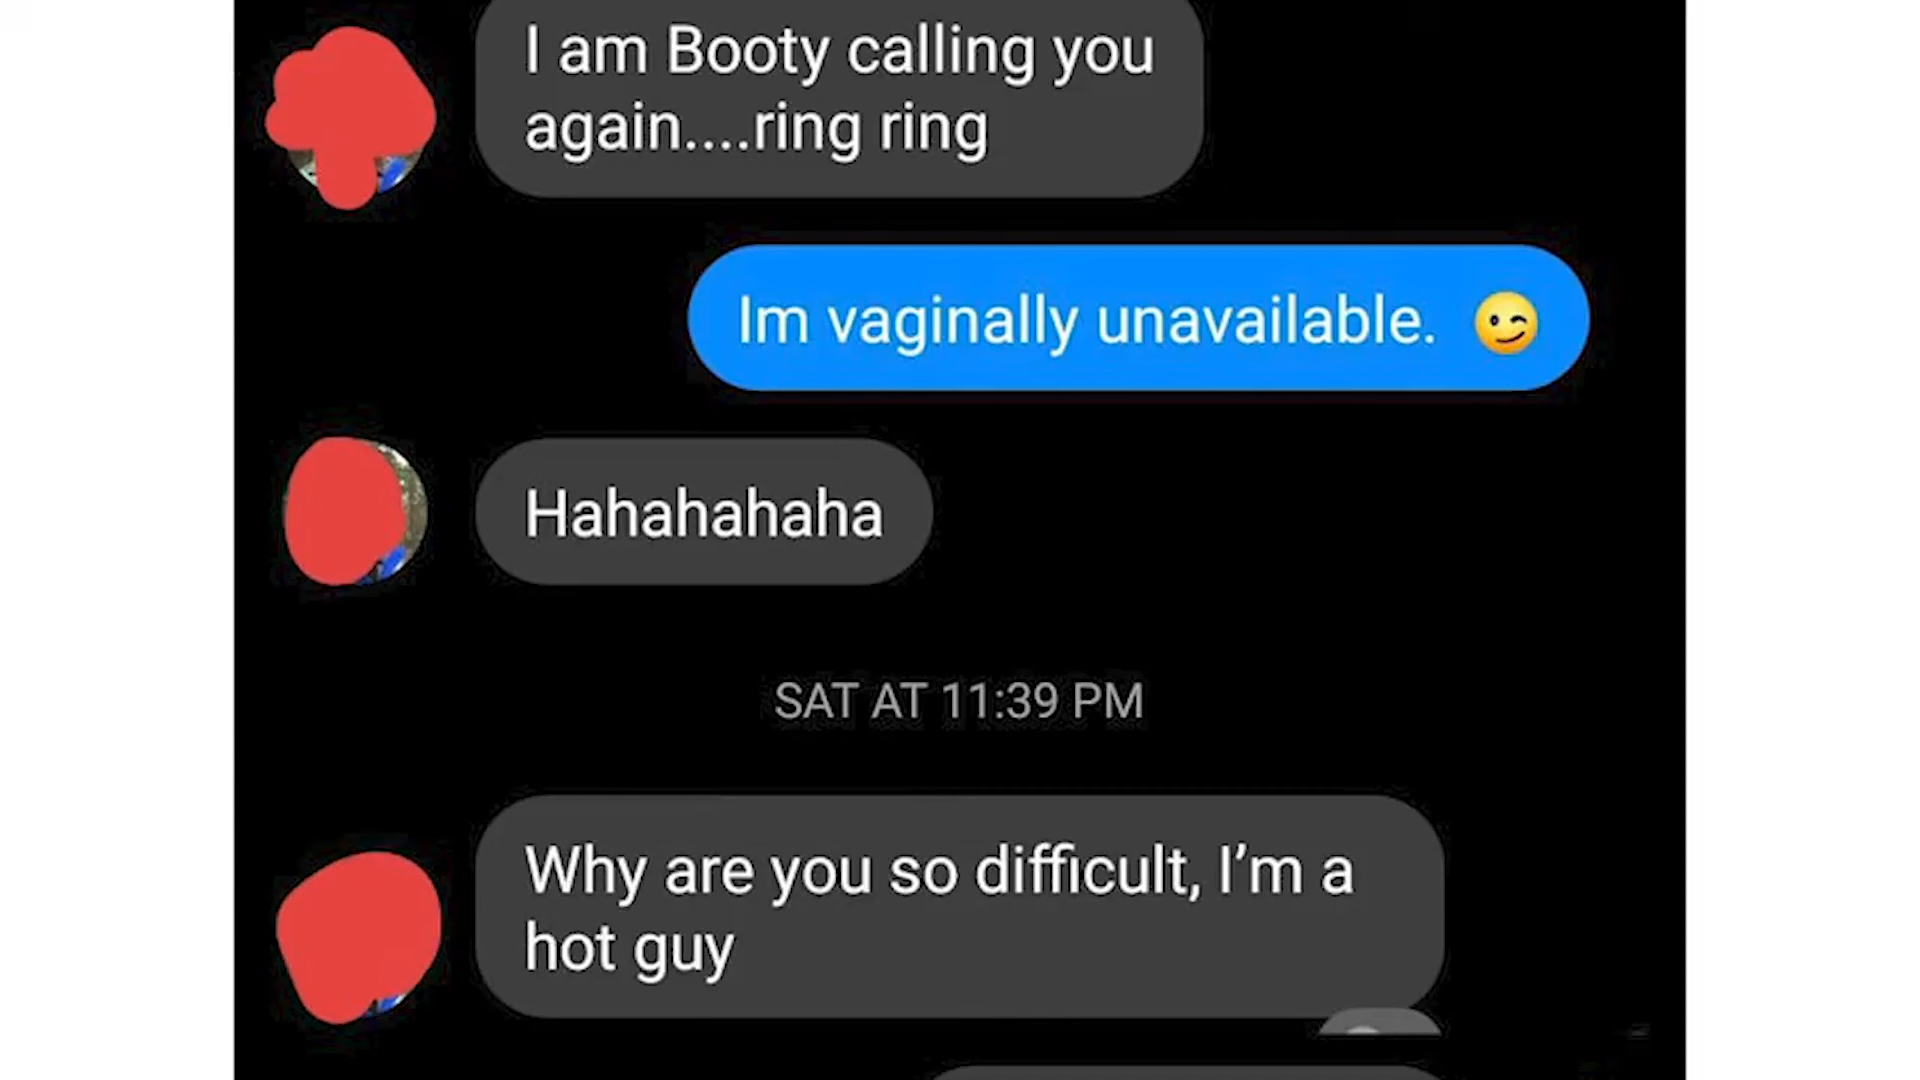 I am Booty calling you
again....ring ring
Im vaginally unavailable. 😉
Hahahahaha
SAT AT 11:39 PM
Why are you so difficult, I’m a
hot guy